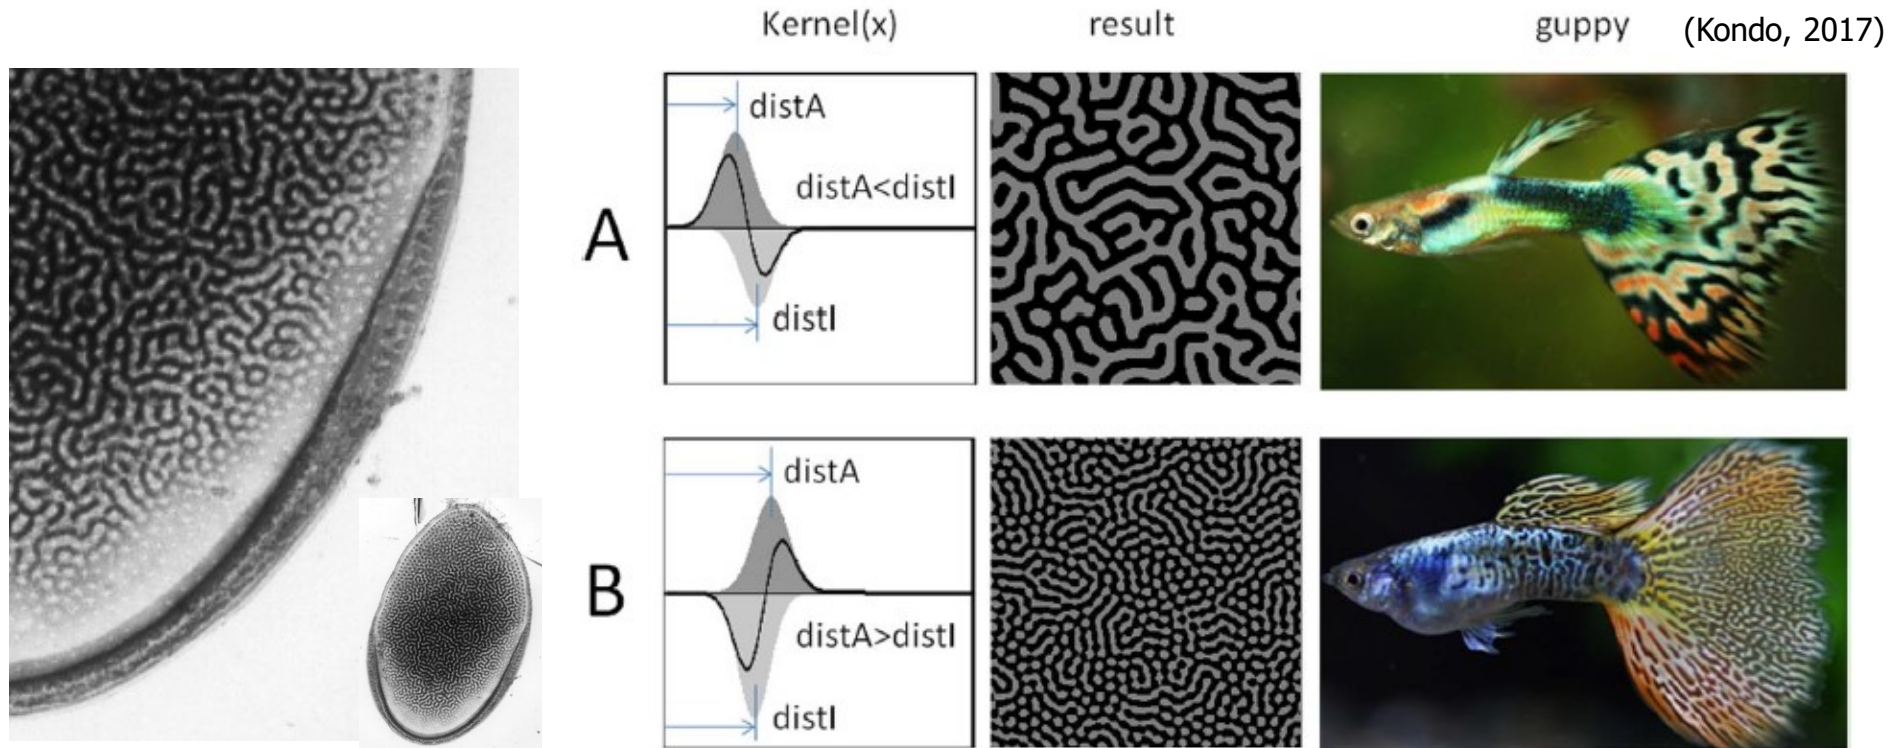 Kernel(x) result guppy (Kondo, 2017)
A
distA
distA<distI
distI
B
distA
distA>distI
distI